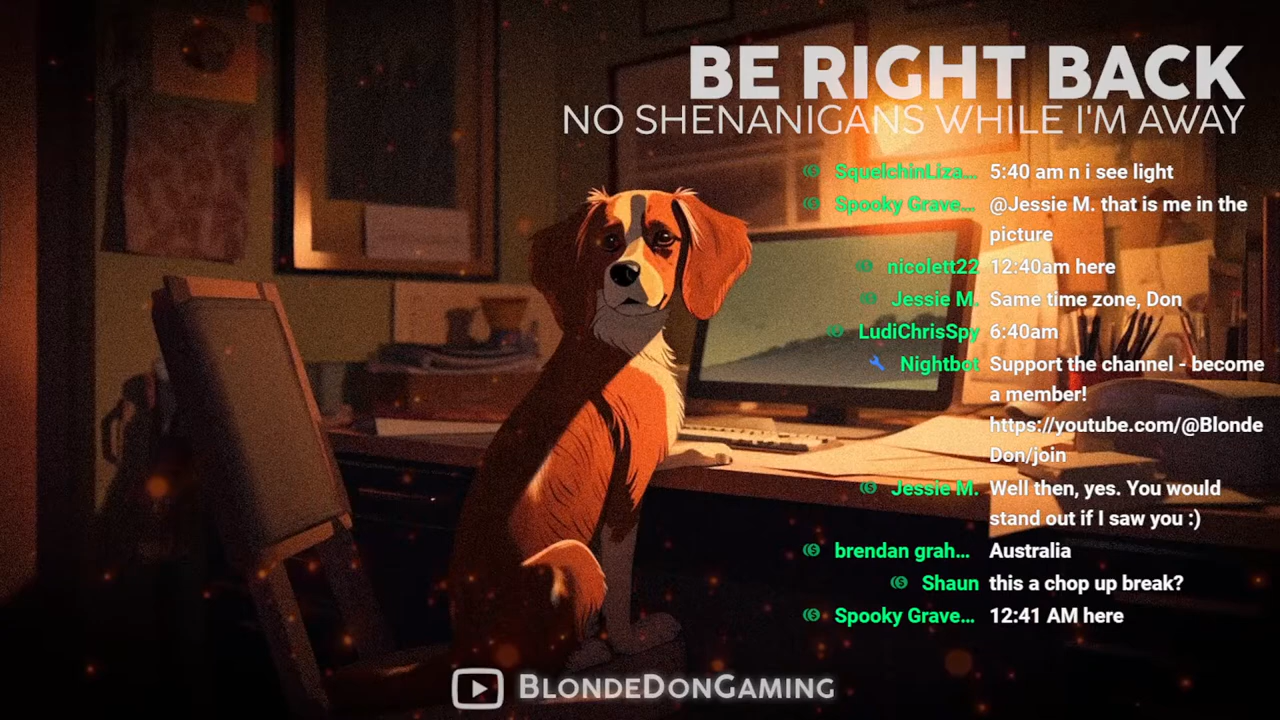 BE RIGHT BACK
NO SHENANIGANS WHILE I'M AWAY
SquelchinLiza... 5:40 am n i see light
Spooky Grave... @Jessie M. that is me in the
picture
nicolett22 12:40am here
Jessie M. Same time zone, Don
LudiChrisSpy 6:40am
Nightbot Support the channel - become
a member!
https://youtube.com/@Blonde
Don/join
Jessie M. Well then, yes. You would
stand out if I saw you :)
brendan grah... Australia
Shaun this a chop up break?
Spooky Grave... 12:41 AM here
BLONDEDONGAMING